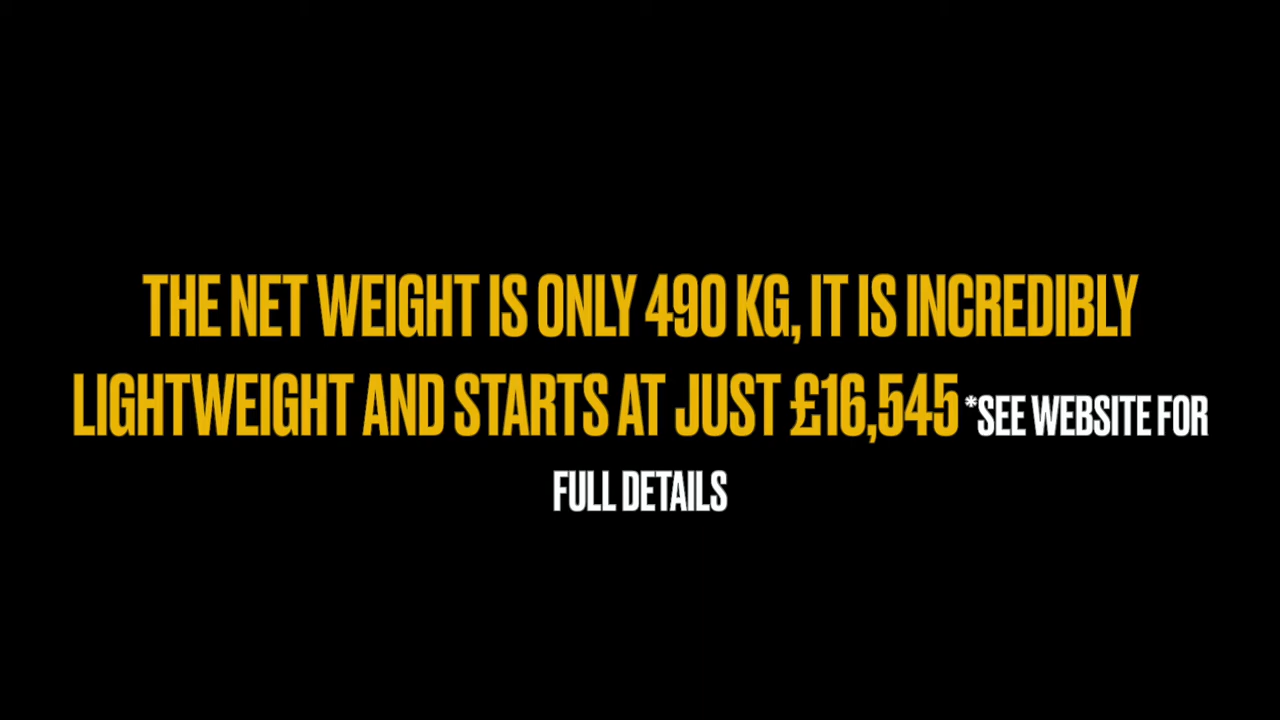 THE NET WEIGHT IS ONLY 490 KG, IT IS INCREDIBLY
LIGHTWEIGHT AND STARTS AT JUST £16,545 *SEE WEBSITE FOR
FULL DETAILS